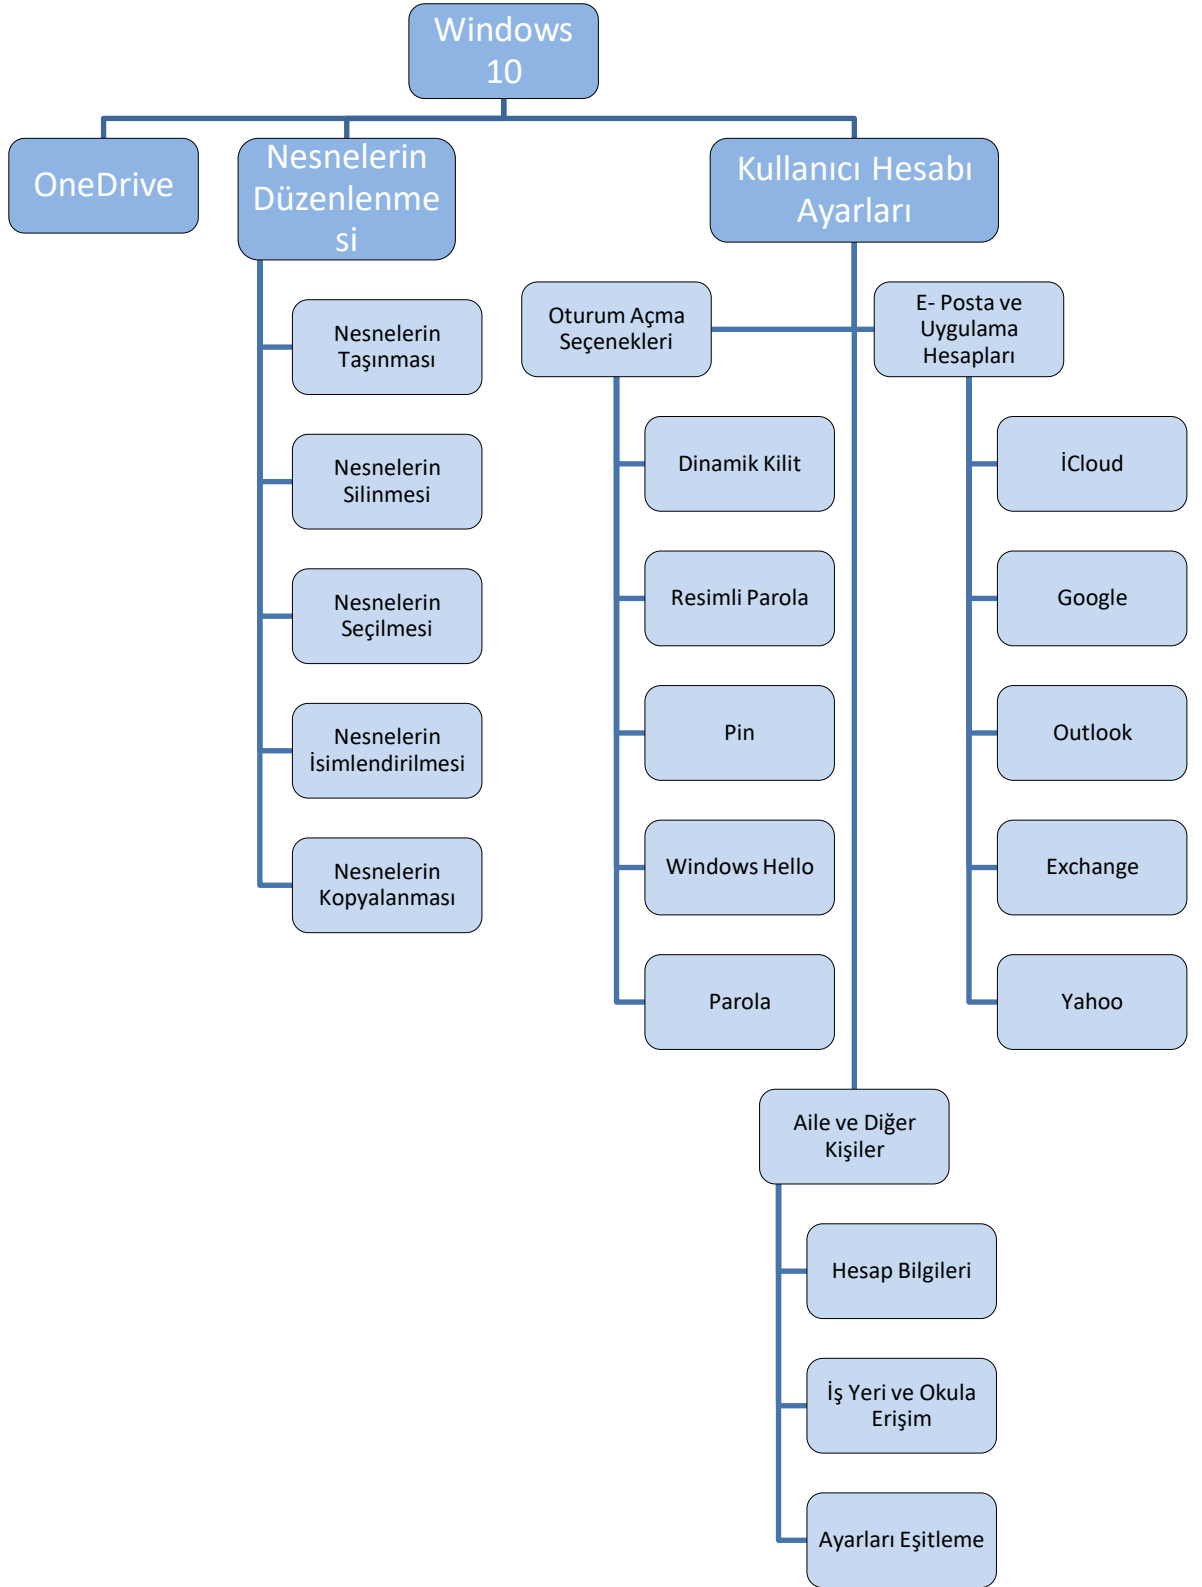 Windows
10
OneDrive
Nesnelerin
Düzenlenme
si
Kullanıcı Hesabı
Ayarları
Nesnelerin
Taşınması
Nesnelerin
Silinmesi
Nesnelerin
Seçilmesi
Nesnelerin
İsimlendirilmesi
Nesnelerin
Kopyalanması
Oturum Açma
Seçenekleri
Dinamik Kilit
Resimli Parola
Pin
Windows Hello
Parola
E- Posta ve
Uygulama
Hesapları
İCloud
Google
Outlook
Exchange
Yahoo
Aile ve Diğer
Kişiler
Hesap Bilgileri
İş Yeri ve Okula
Erişim
Ayarları Eşitleme